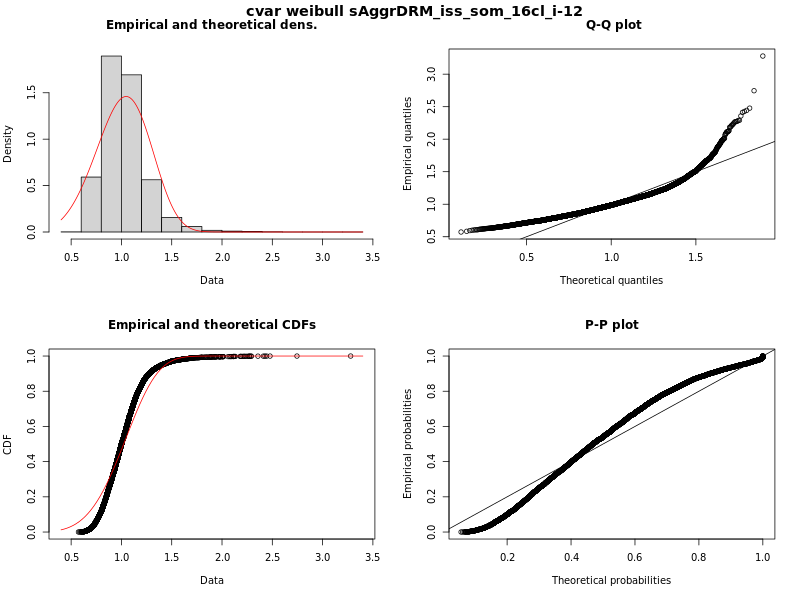 cvar weibull sAggrDRM_iss_som_16cl_i-12
Empirical and theoretical dens.
Density
0.0 0.5 1.0 1.5
0.5 1.0 1.5 2.0 2.5 3.0 3.5
Data
Q-Q plot
Empirical quantiles
0.5 1.0 1.5 2.0 2.5 3.0
0.5 1.0 1.5
Theoretical quantiles
Empirical and theoretical CDFs
CDF
0.0 0.2 0.4 0.6 0.8 1.0
0.5 1.0 1.5 2.0 2.5 3.0 3.5
Data
P-P plot
Empirical probabilities
0.0 0.2 0.4 0.6 0.8 1.0
0.2 0.4 0.6 0.8 1.0
Theoretical probabilities